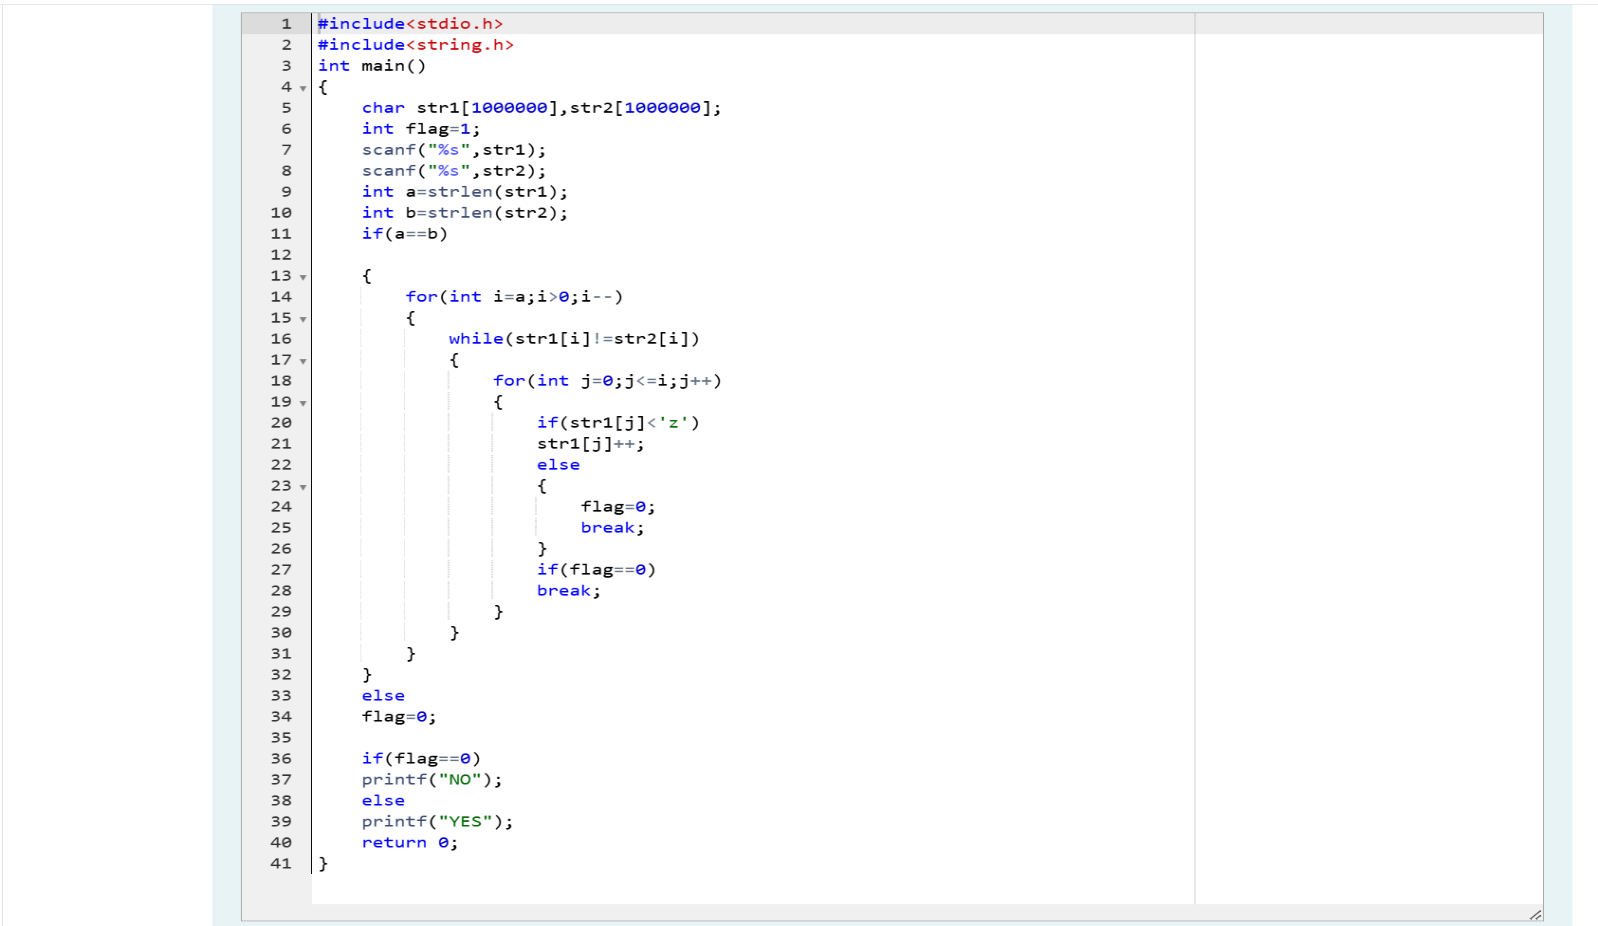 1 #include<stdio.h>
2 #include<string.h>
3 int main()
4 {
5 char str1[1000000],str2[1000000];
6 int flag=1;
7 scanf("%s",str1);
8 scanf("%s",str2);
9 int a=strlen(str1);
10 int b=strlen(str2);
11 if(a==b)
12
13 {
14 for(int i=a;i>0;i--)
15 {
16 while(str1[i]!=str2[i])
17 {
18 for(int j=0;j<=i;j++)
19 {
20 if(str1[j]<'z')
21 str1[j]++;
22 else
23 {
24 flag=0;
25 break;
26 }
27 if(flag==0)
28 break;
29 }
30 }
31 }
32 }
33 else
34 flag=0;
35
36 if(flag==0)
37 printf("NO");
38 else
39 printf("YES");
40 return 0;
41 }